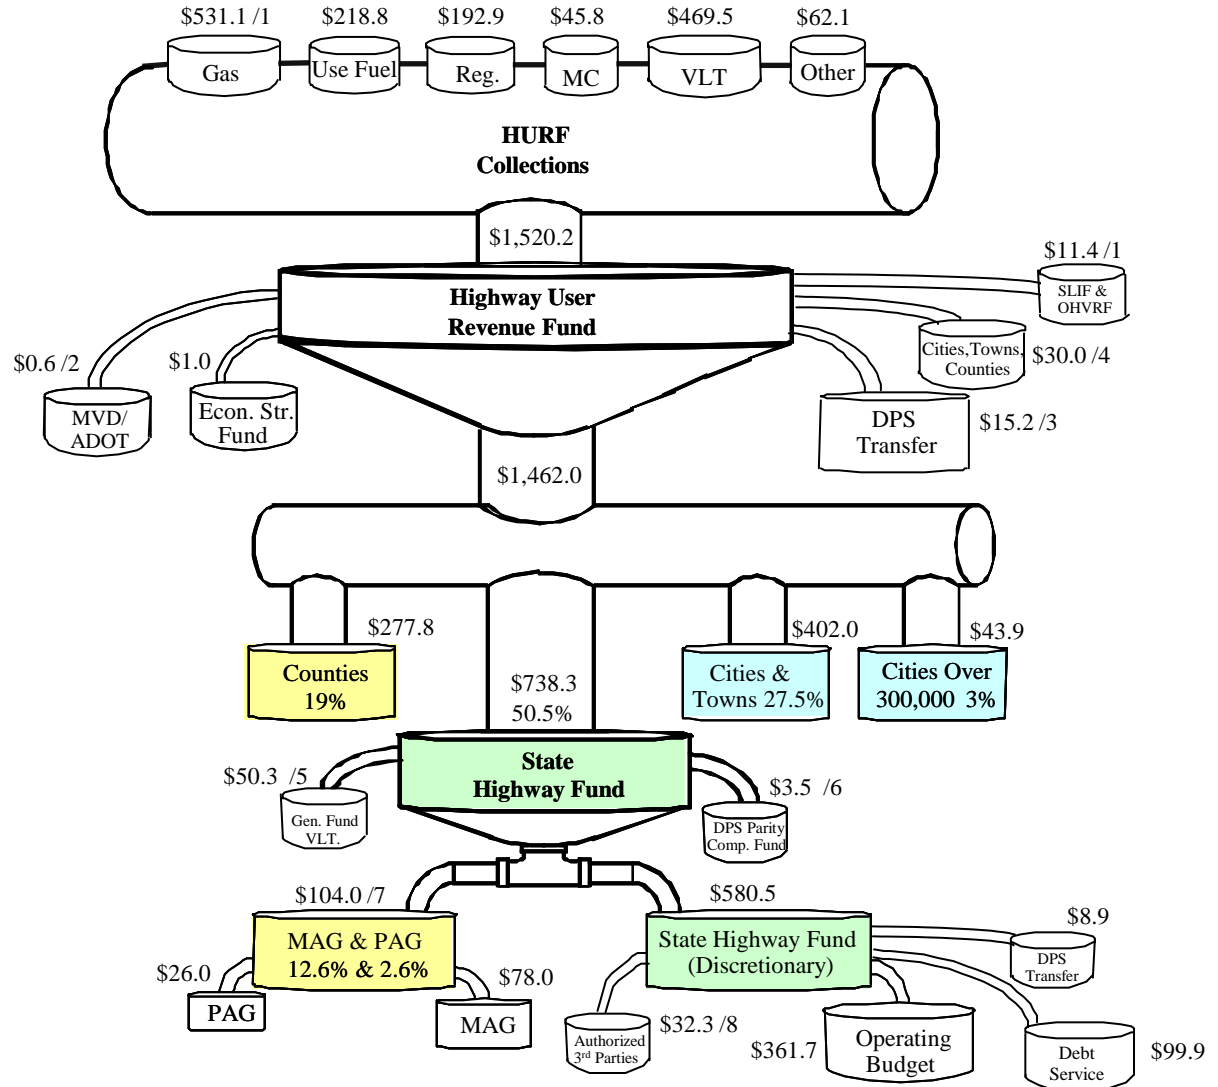 $531.1 /1
$218.8
$192.9
$45.8
$469.5
$62.1
Gas
Use Fuel
Reg.
MC
VLT
Other
HURF
Collections
$1,520.2
$11.4 /1
SLIF &
OHVRF
Highway User
Revenue Fund
Cities,Towns,
Counties
$30.0 /4
$0.6 /2
MVD/
ADOT
$1.0
Econ. Str.
Fund
DPS
Transfer
$15.2 /3
$1,462.0
$277.8
Counties
19%
$738.3
50.5%
$402.0
Cities &
Towns 27.5%
$43.9
Cities Over
300,000 3%
State
Highway Fund
$50.3 /5
Gen. Fund
VLT.
$3.5 /6
DPS Parity
Comp. Fund
$104.0 /7
MAG & PAG
12.6% & 2.6%
$26.0
PAG
$78.0
MAG
$580.5
State Highway Fund
(Discretionary)
$8.9
DPS
Transfer
$32.3 /8
Authorized
3rd Parties
$361.7
Operating
Budget
Debt
Service
$99.9